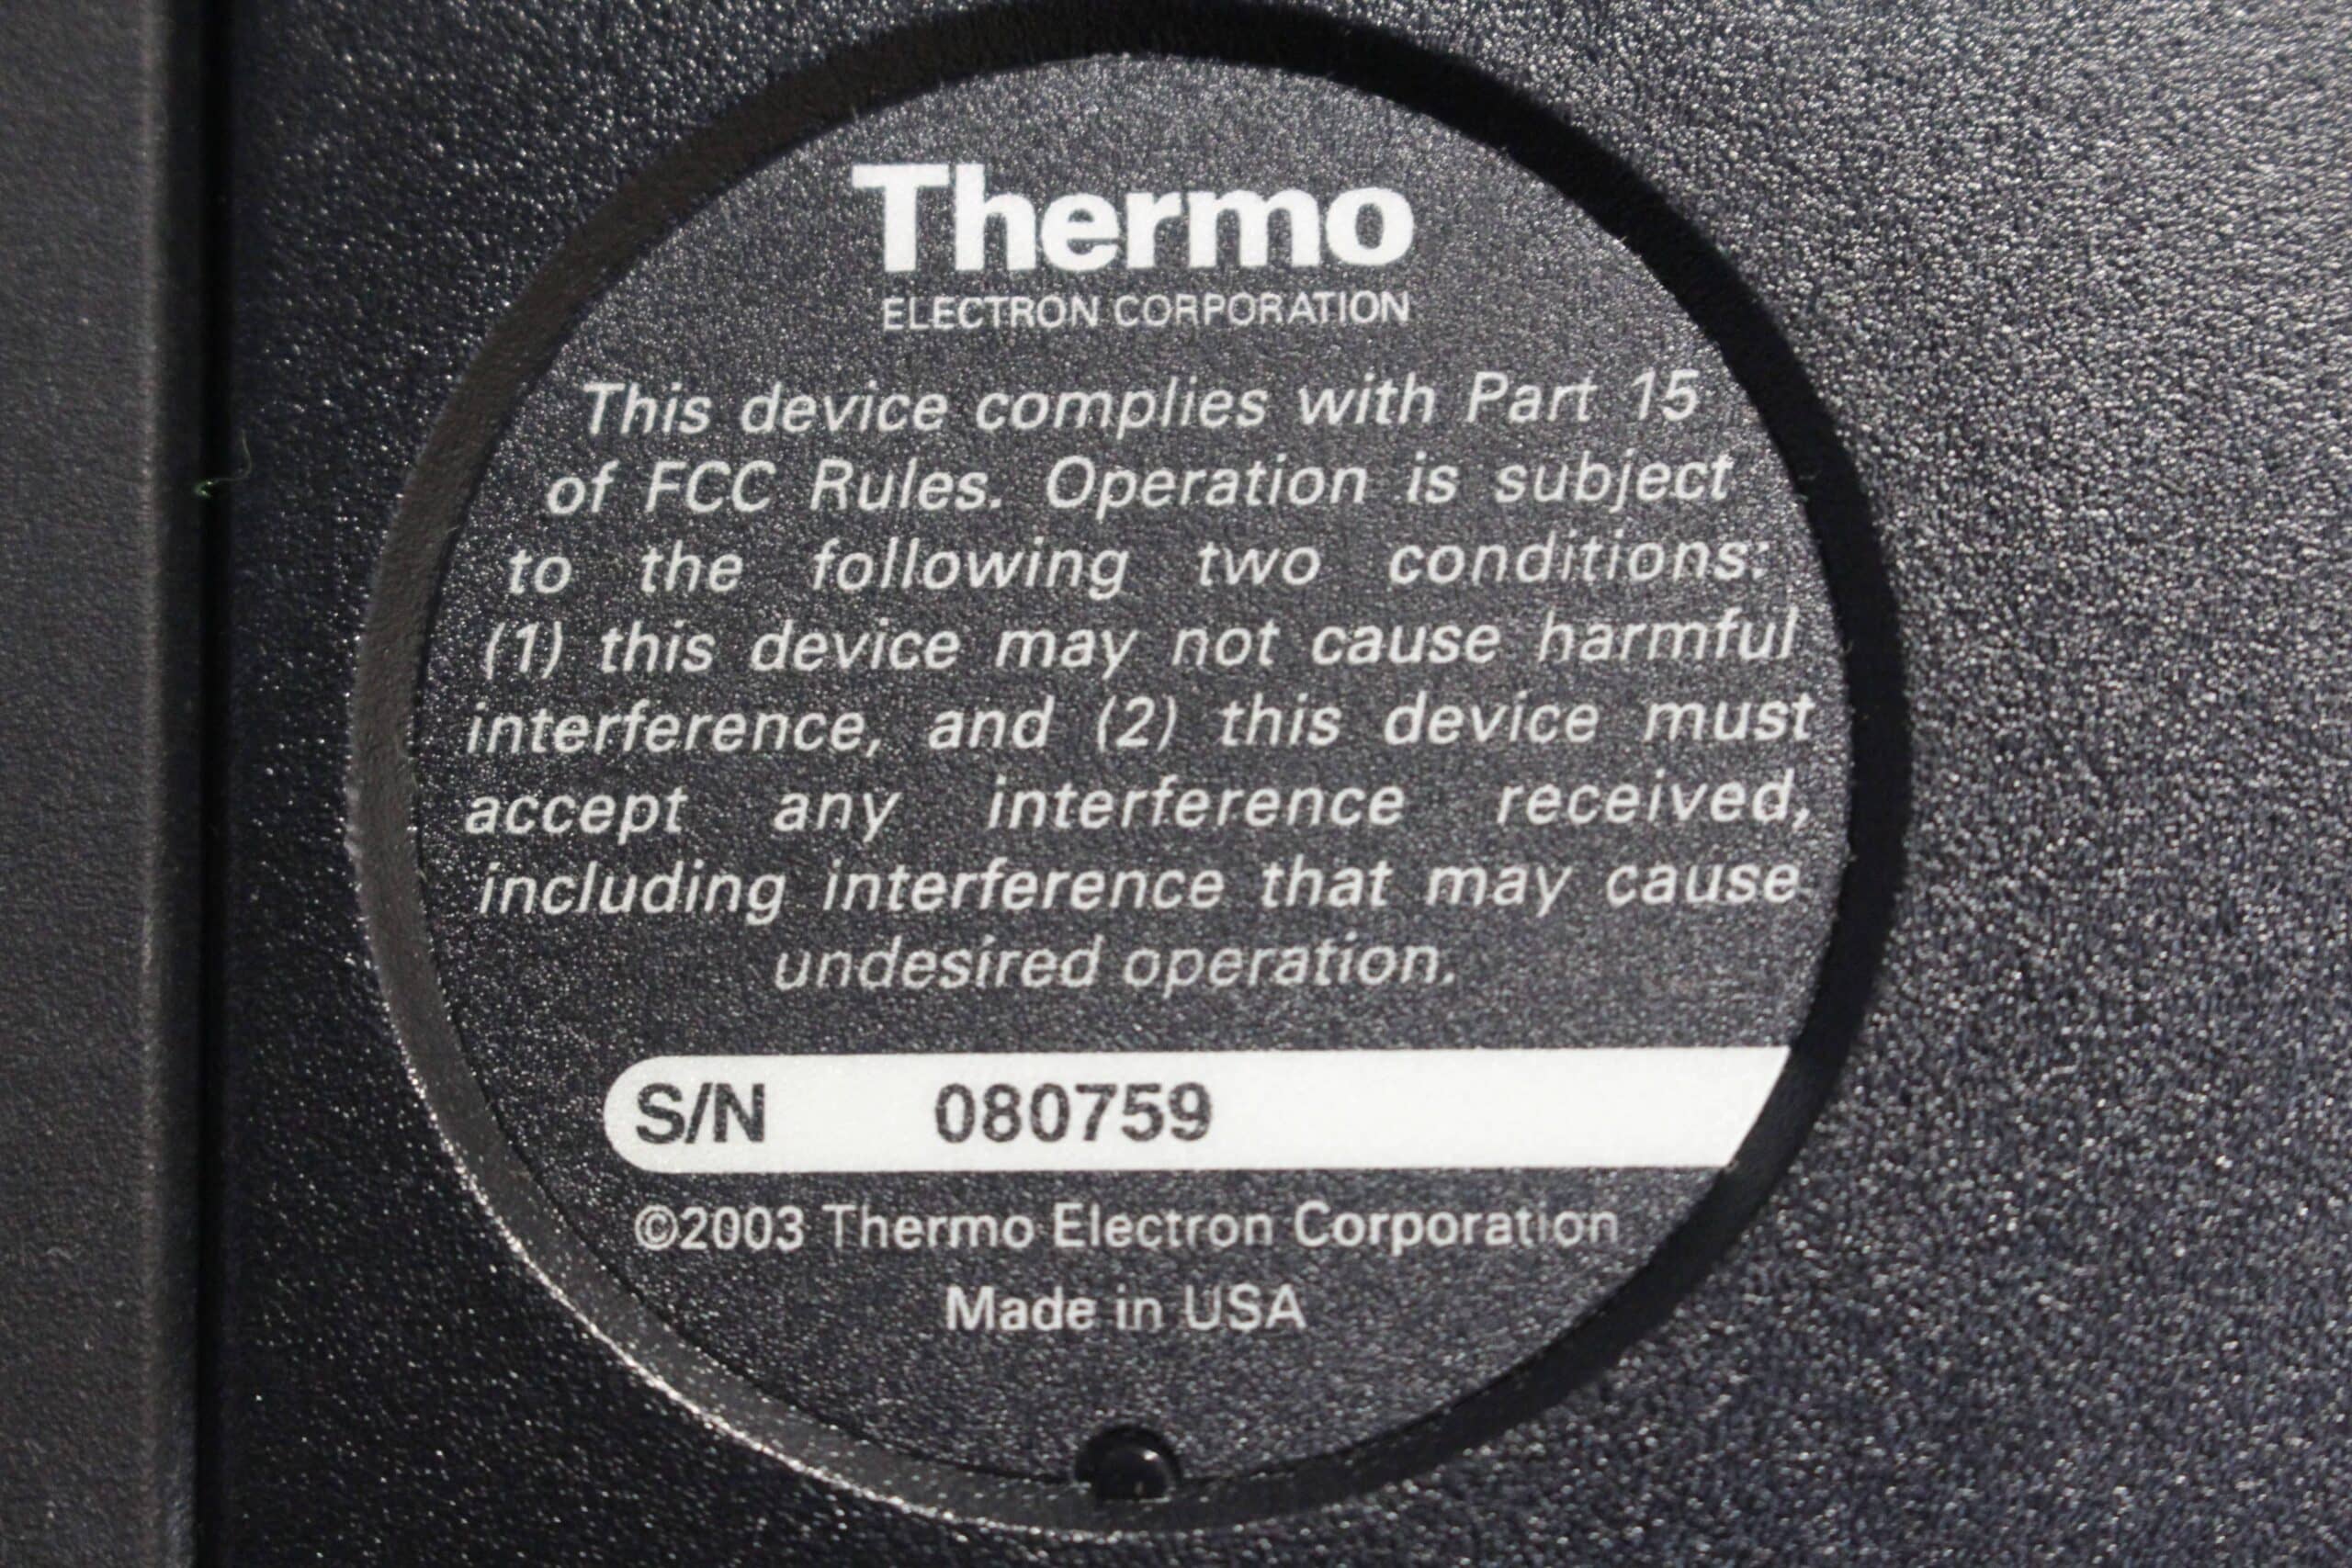 Thermo
ELECTRON CORPORATION
This device complies with Part 15
of FCC Rules. Operation is subject
to the following two conditions:
(1) this device may not cause harmful
interference, and (2) this device must
accept any interference received,
including interference that may cause
undesired operation.
S/N 080759
©2003 Thermo Electron Corporation
Made in USA